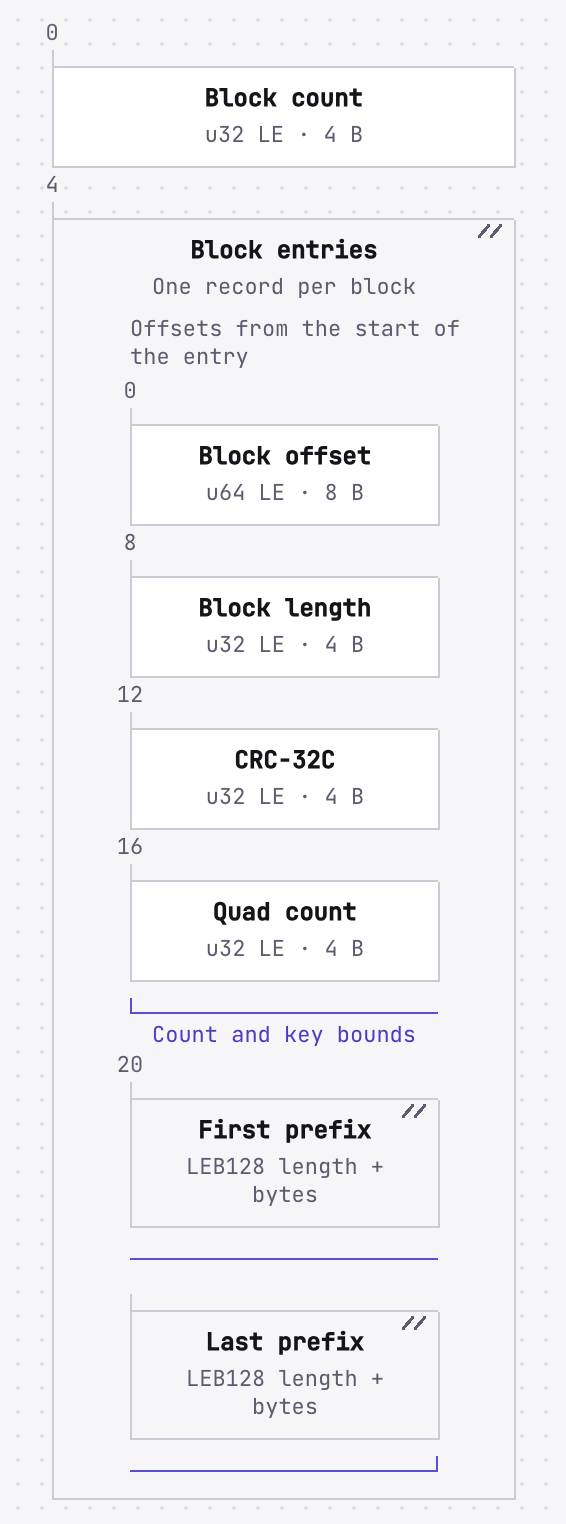 0
Block count
u32 LE · 4 B
4
Block entries
One record per block
Offsets from the start of
the entry
0
Block offset
u64 LE · 8 B
8
Block length
u32 LE · 4 B
12
CRC-32C
u32 LE · 4 B
16
Quad count
u32 LE · 4 B
Count and key bounds
20
First prefix
LEB128 length +
bytes
Last prefix
LEB128 length +
bytes